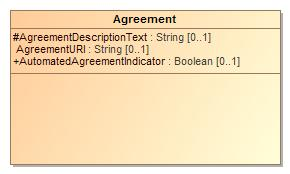 Agreement
#AgreementDescriptionText : String [0..1]
AgreementURI : String [0..1]
+AutomatedAgreementIndicator : Boolean [0..1]